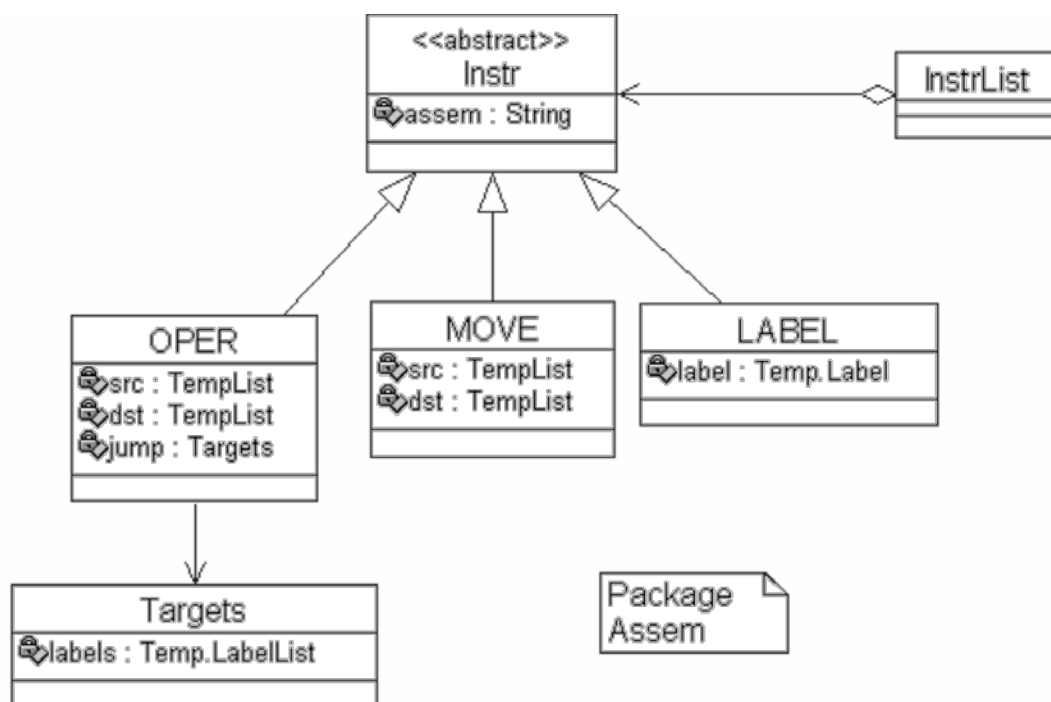 <<abstract>>
Instr
assem : String
InstrList
OPER
src : TempList
dst : TempList
jump : Targets
MOVE
src : TempList
dst : TempList
LABEL
label : Temp.Label
Targets
labels : Temp.LabelList
Package
Assem